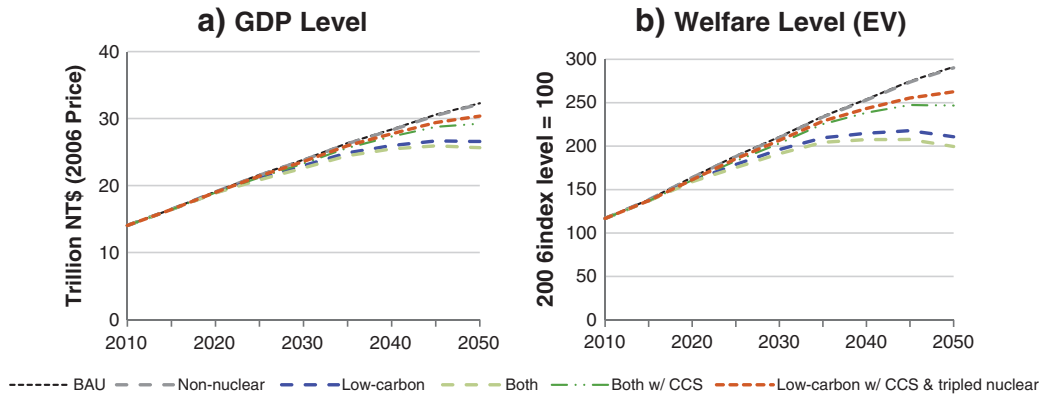 a) GDP Level
Trillion NT$ (2006 Price)
40
30
20
10
0
2010 2020 2030 2040 2050
b) Welfare Level (EV)
200 6index level = 100
300
250
200
150
100
50
0
2010 2020 2030 2040 2050
BAU Non-nuclear Low-carbon Both Both w/ CCS Low-carbon w/ CCS & tripled nuclear